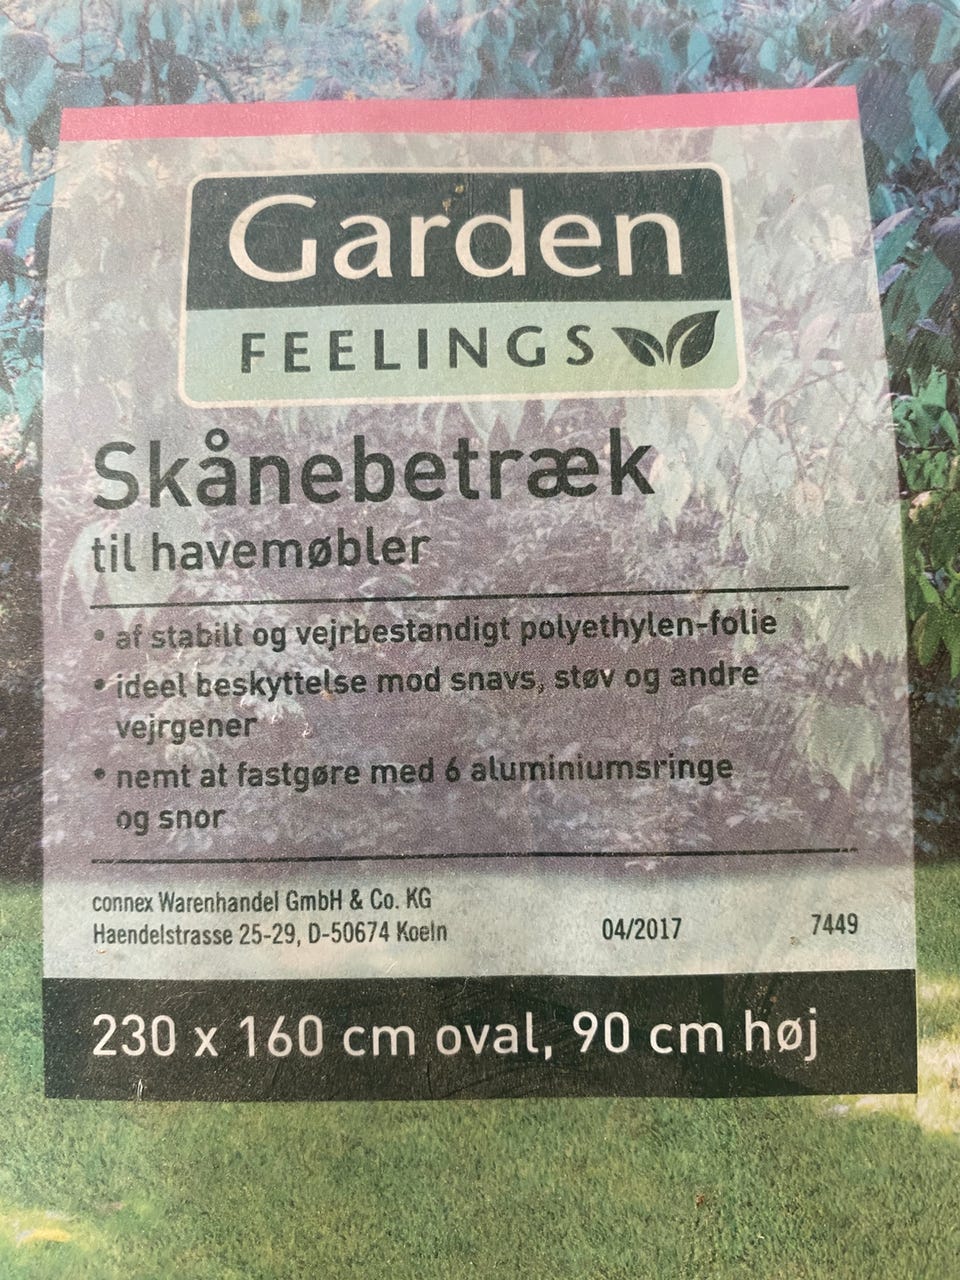 Garden
FEELINGS
Skånebetræk
til havemøbler
• af stabilt og vejrbestandigt polyethylen-folie
• ideel beskyttelse mod snavs, støv og andre
vejrgener
• nemt at fastgøre med 6 aluminiumsringe
og snor
connex Warenhandel GmbH & Co. KG
Haendelstrasse 25-29, D-50674 Koeln 04/2017 7449
230 x 160 cm oval, 90 cm høj